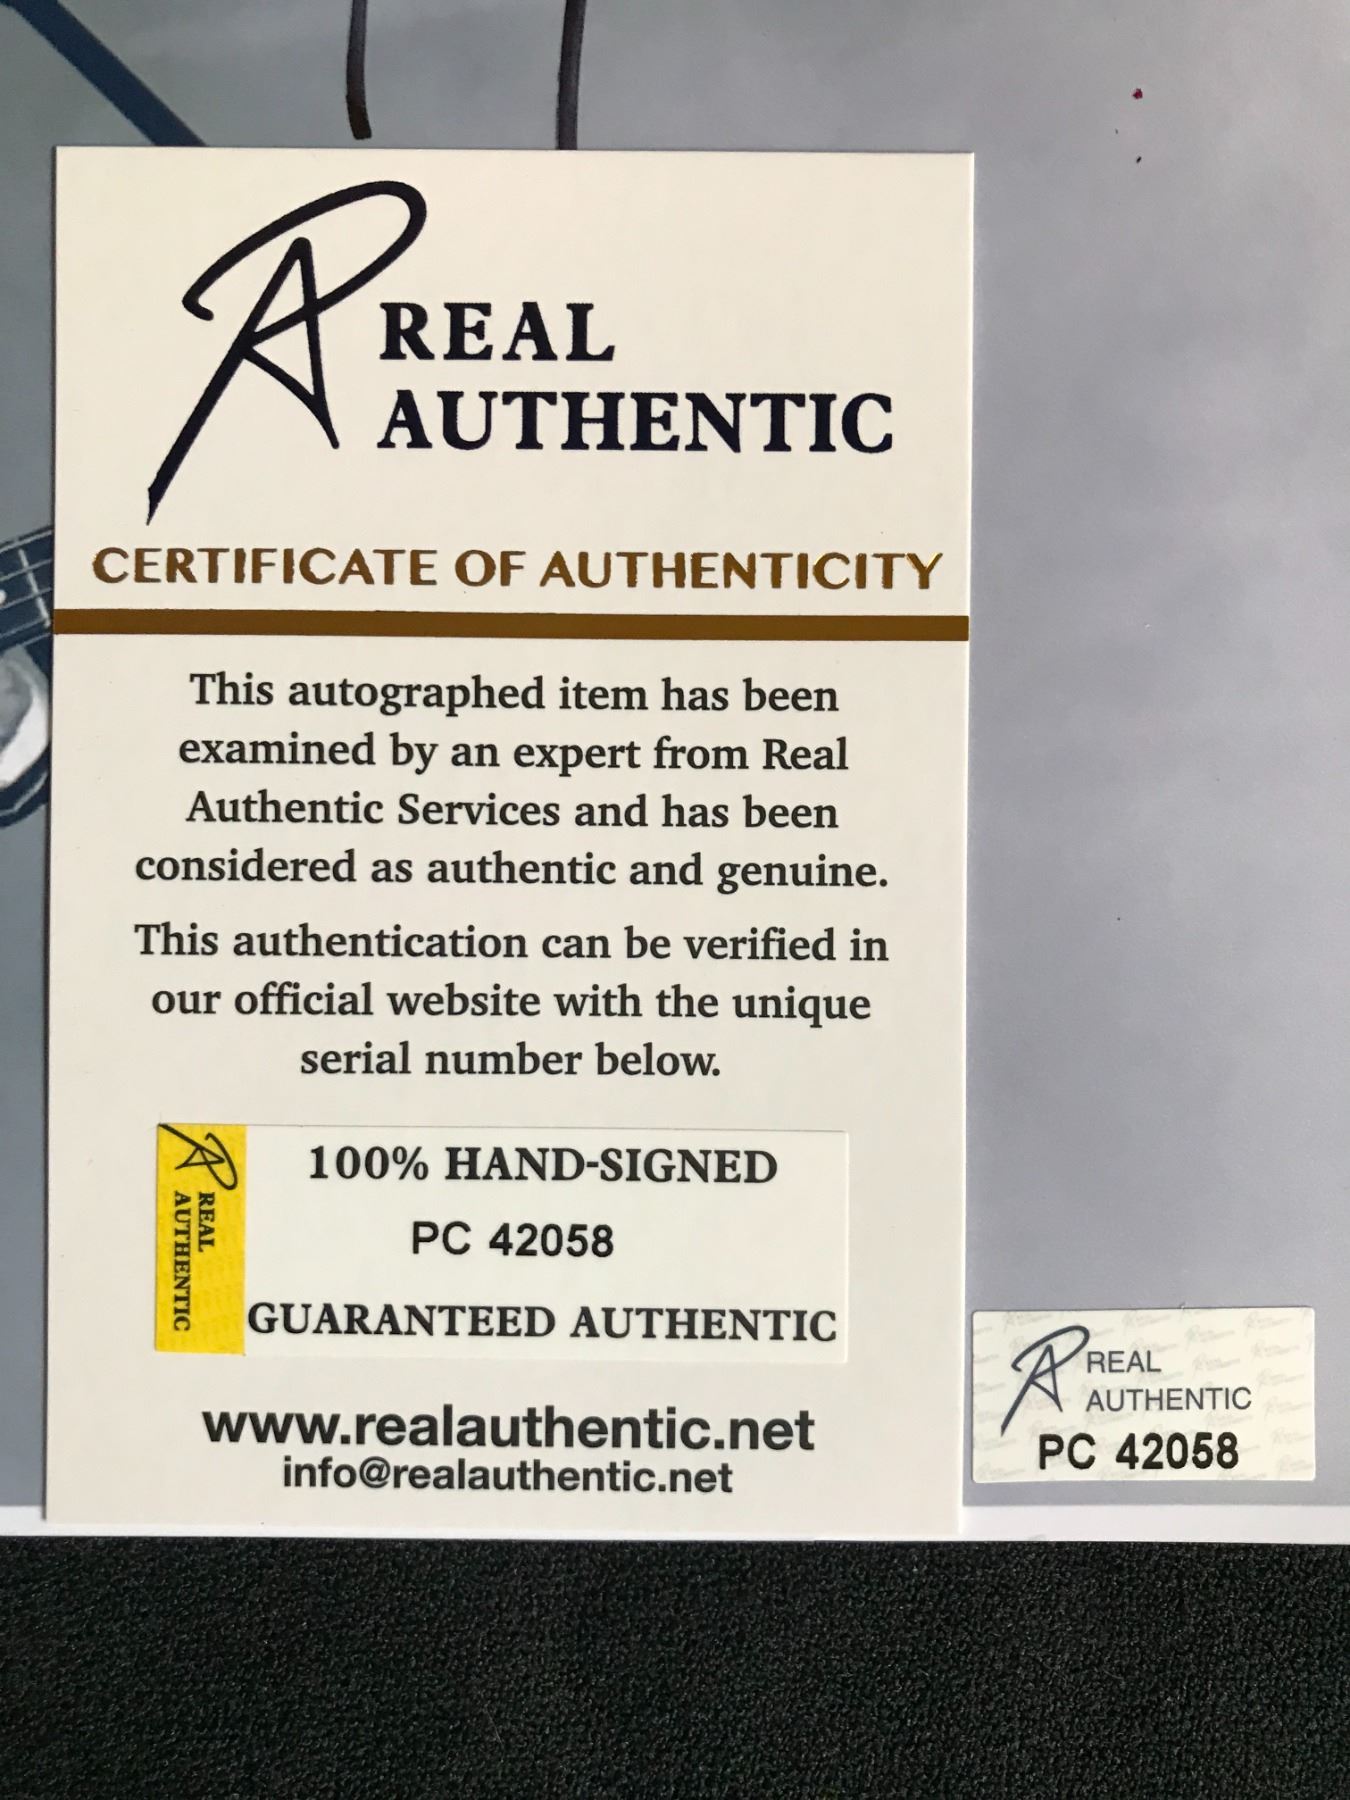 REAL
AUTHENTIC
CERTIFICATE OF AUTHENTICITY
This autographed item has been
examined by an expert from Real
Authentic Services and has been
considered as authentic and genuine.
This authentication can be verified in
our official website with the unique
serial number below.
REAL
AUTHENTIC
100% HAND-SIGNED
PC 42058
GUARANTEED AUTHENTIC
www.realauthentic.net
info@realauthentic.net
REAL
AUTHENTIC
PC 42058